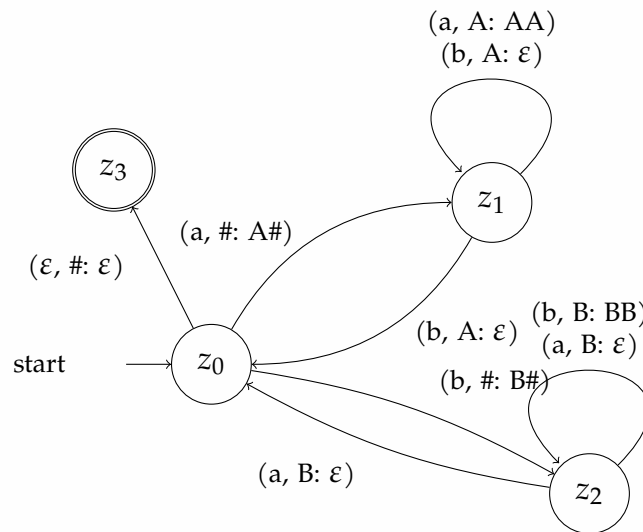 (a, A: AA)
(b, A: ε)
z₃
z₁
(a, #: A#)
(ε, #: ε)
(b, B: BB)
(b, A: ε)
(a, B: ε)
start
z₀
(b, #: B#)
(a, B: ε)
z₂